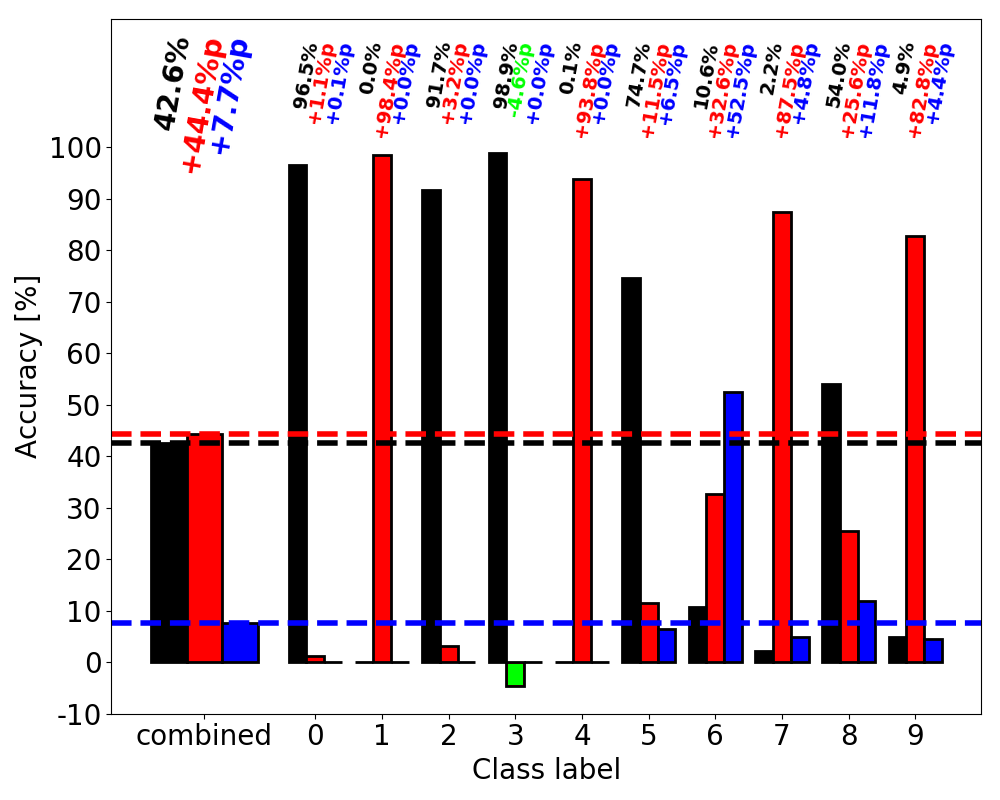 42.6%
+44.4%p
+7.7%p
96.5%
+1.1%p
+0.1%p
0.0%
+98.4%p
+0.0%p
91.7%
+3.2%p
+0.0%p
98.9%
-4.6%p
+0.0%p
0.1%
+93.8%p
+0.0%p
74.7%
+11.5%p
+6.5%p
10.6%
+32.6%p
+52.5%p
2.2%
+87.5%p
+4.8%p
54.0%
+25.6%p
+11.8%p
4.9%
+82.8%p
+4.4%p
Accuracy [%]
100
90
80
70
60
50
40
30
20
10
0
-10
combined 0 1 2 3 4 5 6 7 8 9
Class label